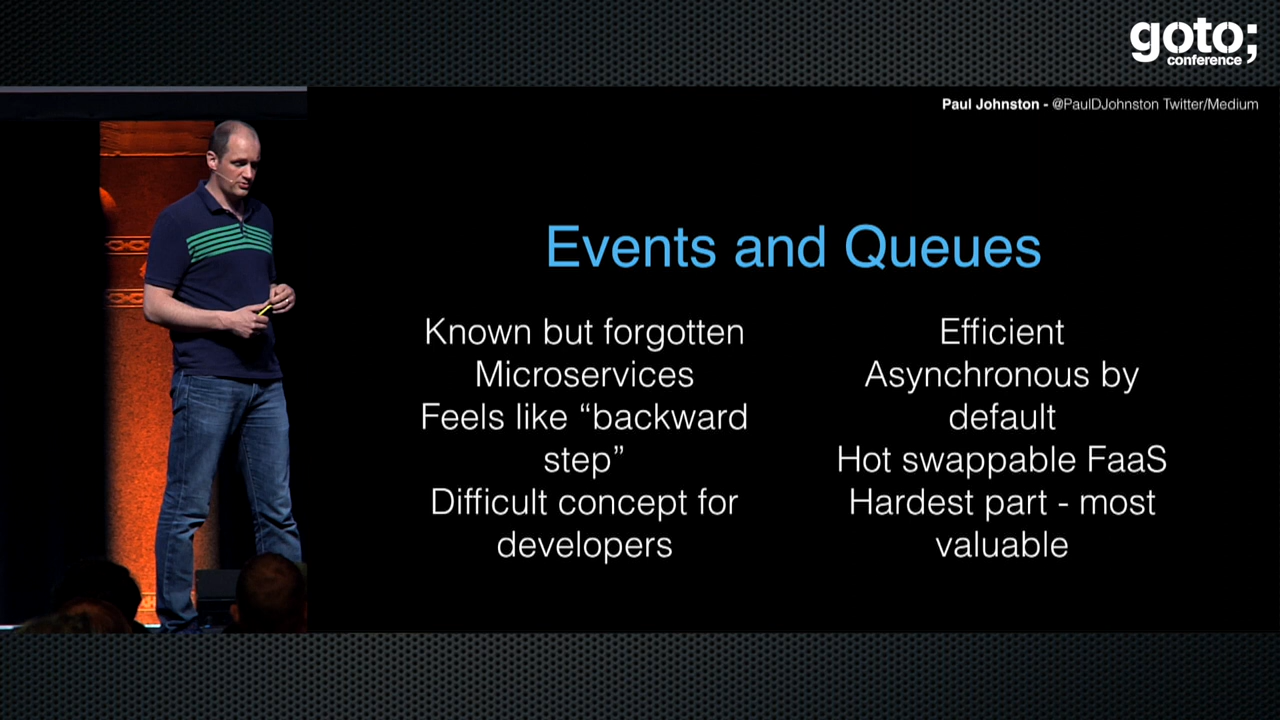 goto;
conference
Paul Johnston - @PaulDJohnston Twitter/Medium
Events and Queues
Known but forgotten
Microservices
Feels like “backward
step”
Difficult concept for
developers
Efficient
Asynchronous by
default
Hot swappable FaaS
Hardest part - most
valuable